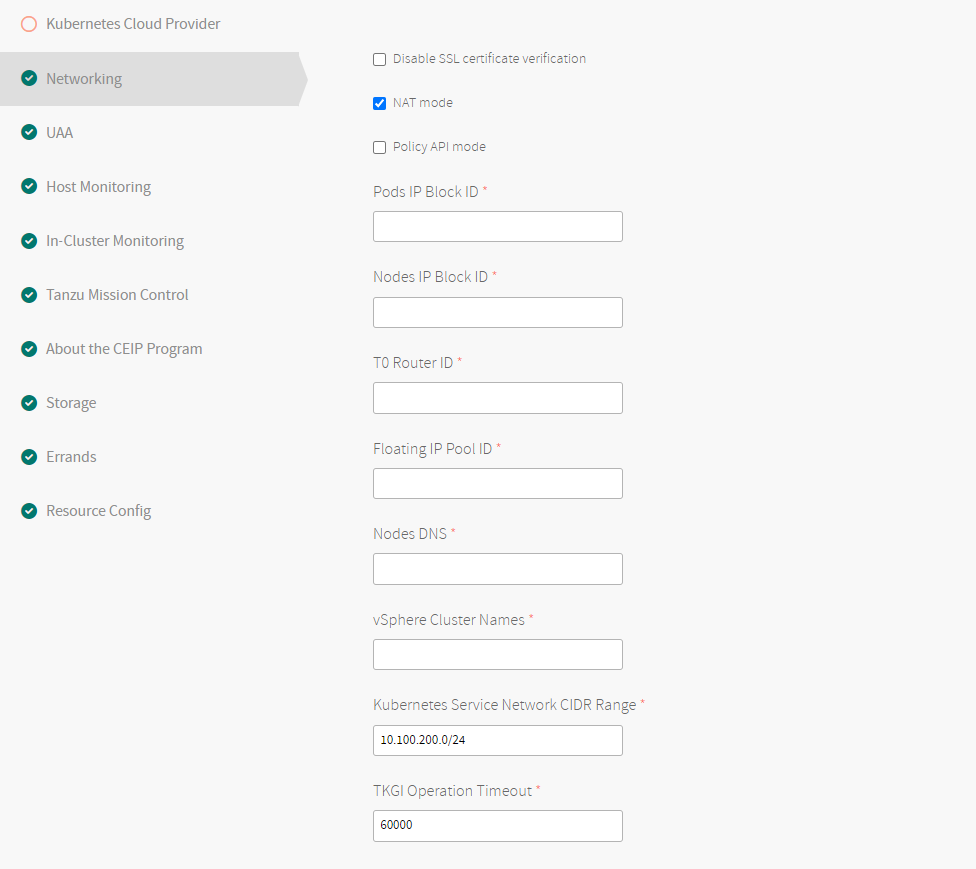 Kubernetes Cloud Provider
Networking
UAA
Host Monitoring
In-Cluster Monitoring
Tanzu Mission Control
About the CEIP Program
Storage
Errands
Resource Config
Disable SSL certificate verification
NAT mode
Policy API mode
Pods IP Block ID *
Nodes IP Block ID *
T0 Router ID *
Floating IP Pool ID *
Nodes DNS *
vSphere Cluster Names *
Kubernetes Service Network CIDR Range *
10.100.200.0/24
TKGI Operation Timeout *
60000